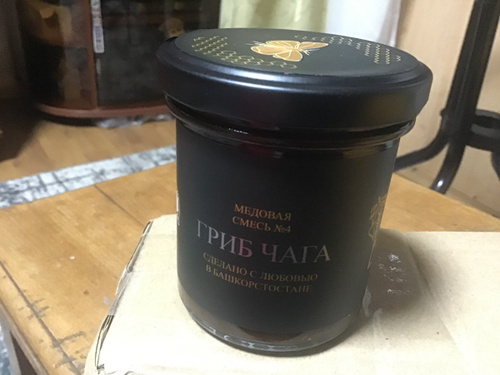 МЕДОВАЯ
СМЕСЬ №4
ГРИБ ЧАГА
СДЕЛАНО С ЛЮБОВЬЮ
В БАШКОРТОСТАНЕ